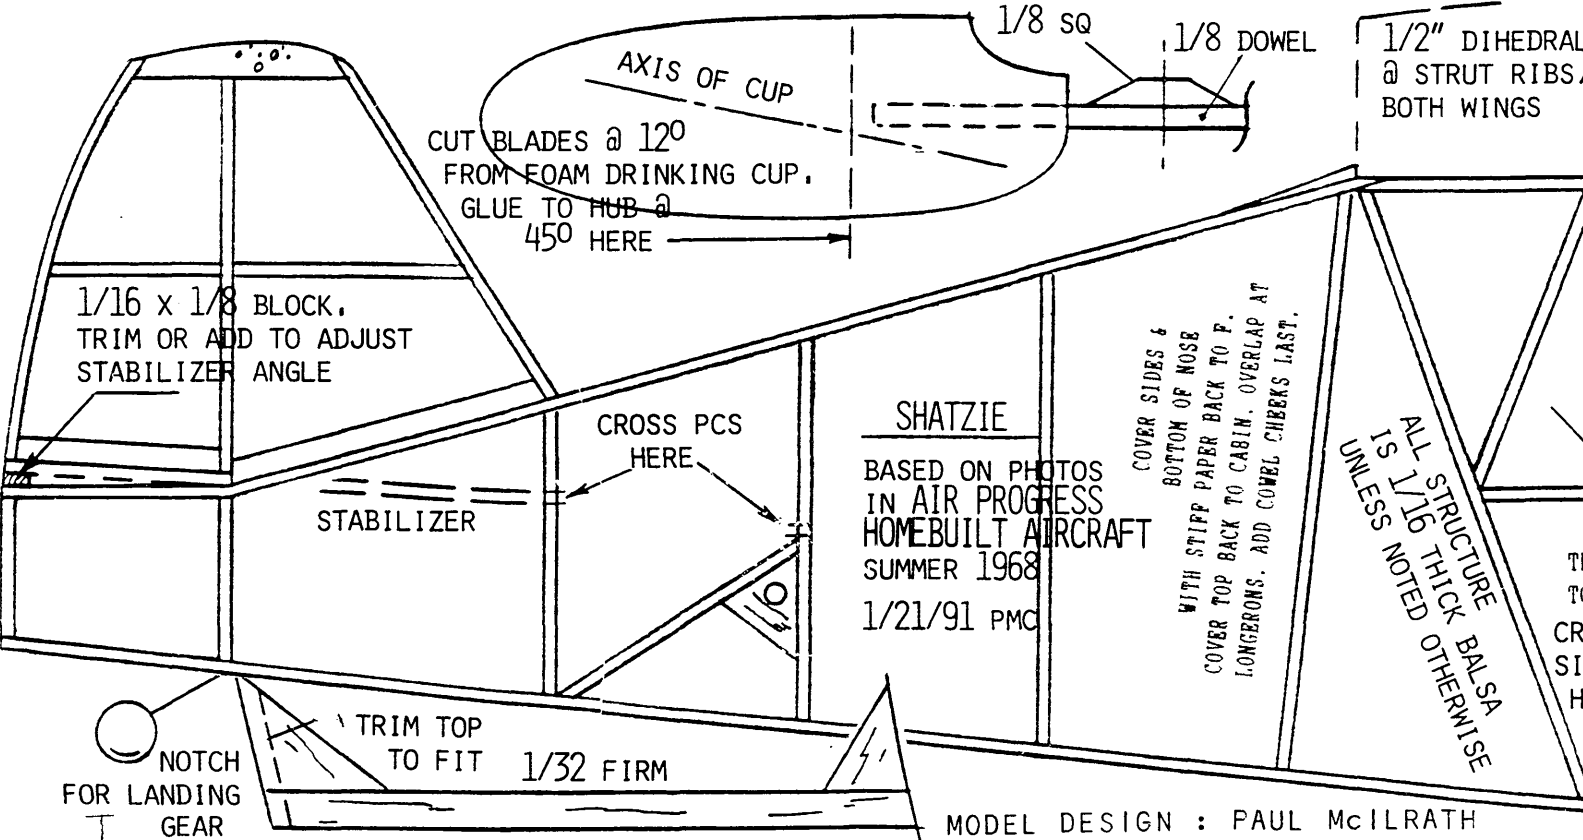 1/8 SQ
1/8 DOWEL
1/2" DIHEDRAL
@ STRUT RIBS,
BOTH WINGS
AXIS OF CUP
CUT BLADES @ 12°
FROM FOAM DRINKING CUP.
GLUE TO HUB @
45° HERE
1/16 X 1/8 BLOCK.
TRIM OR ADD TO ADJUST
STABILIZER ANGLE
CROSS PCS
HERE
STABILIZER
SHATZIE
BASED ON PHOTOS
IN AIR PROGRESS
HOMEBUILT AIRCRAFT
SUMMER 1968
1/21/91 PMC
COVER SIDES &
BOTTOM OF NOSE
WITH STIFF PAPER BACK TO F.
COVER TOP BACK TO CABIN. OVERLAP AT
LONGERONS. ADD COWEL CHEEKS LAST.
ALL STRUCTURE
IS 1/16 THICK BALSA
UNLESS NOTED OTHERWISE
TRIM TOP
TO FIT
1/32 FIRM
NOTCH
FOR LANDING
GEAR
MODEL DESIGN : PAUL McILRATH